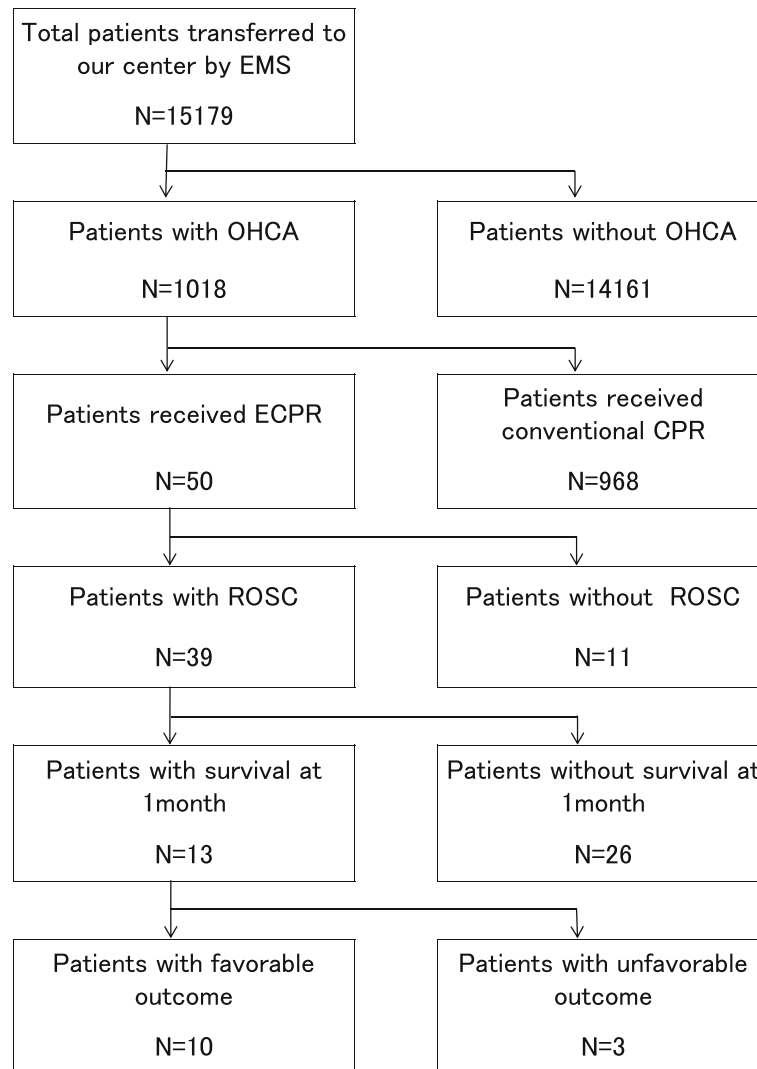 Total patients transferred to
our center by EMS
N=15179
Patients with OHCA
N=1018
Patients without OHCA
N=14161
Patients received ECPR
N=50
Patients received
conventional CPR
N=968
Patients with ROSC
N=39
Patients without ROSC
N=11
Patients with survival at
1month
N=13
Patients without survival at
1month
N=26
Patients with favorable
outcome
N=10
Patients with unfavorable
outcome
N=3